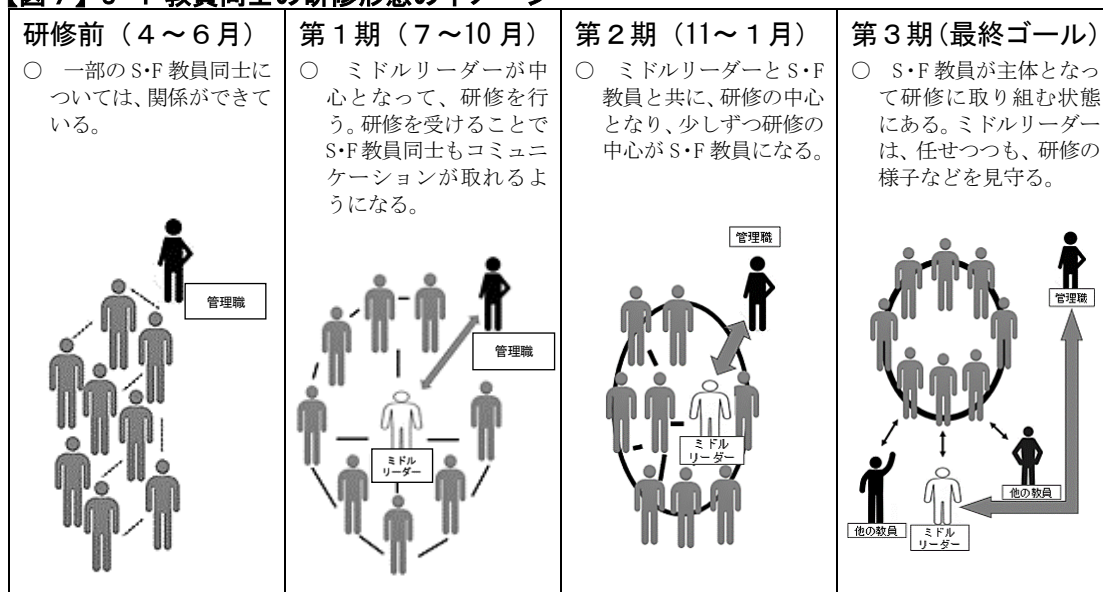 研修前（４～６月）
○　一部の S･F 教員同士に
ついては、関係ができて
いる。
管理職
第１期（７～10 月）
○　ミドルリーダーが中
心となって、研修を行
う。研修を受けることで
S･F 教員同士もコミュニ
ケーションが取れるよ
うになる。
管理職
ミドル
リーダー
第２期（11～１月）
○　ミドルリーダーと S･F
教員と共に、研修の中心
となり、少しずつ研修の
中心が S･F 教員になる。
管理職
ミドル
リーダー
第３期（最終ゴール）
○　S･F 教員が主体となっ
て研修に取り組む状態
にある。ミドルリーダー
は、任せつつも、研修の
様子などを見守る。
管理職
他の教員
他の教員
ミドル
リーダー